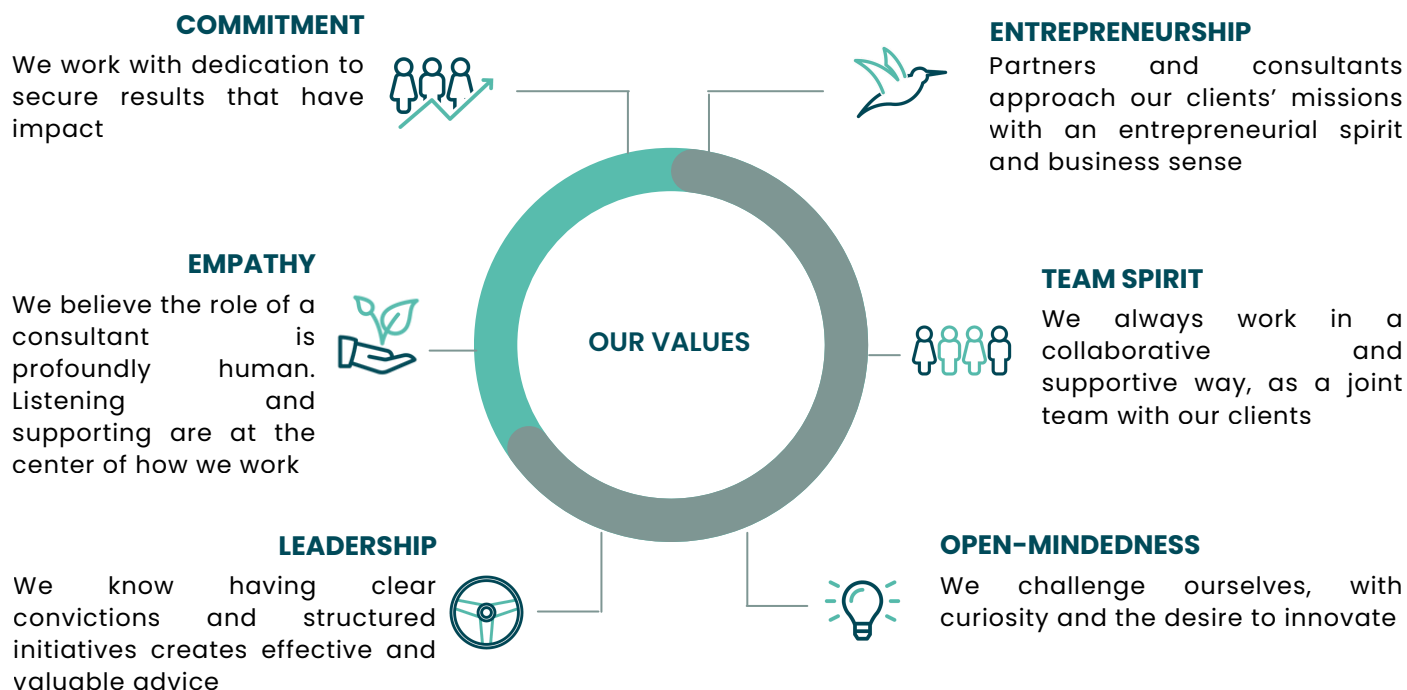 COMMITMENT
We work with dedication to
secure results that have
impact
ENTREPRENEURSHIP
Partners and consultants
approach our clients’ missions
with an entrepreneurial spirit
and business sense
EMPATHY
We believe the role of a
consultant is
profoundly human.
Listening and
supporting are at the
center of how we work
OUR VALUES
TEAM SPIRIT
We always work in a
collaborative and
supportive way, as a joint
team with our clients
LEADERSHIP
We know having clear
convictions and structured
initiatives creates effective and
valuable advice
OPEN-MINDEDNESS
We challenge ourselves, with
curiosity and the desire to innovate